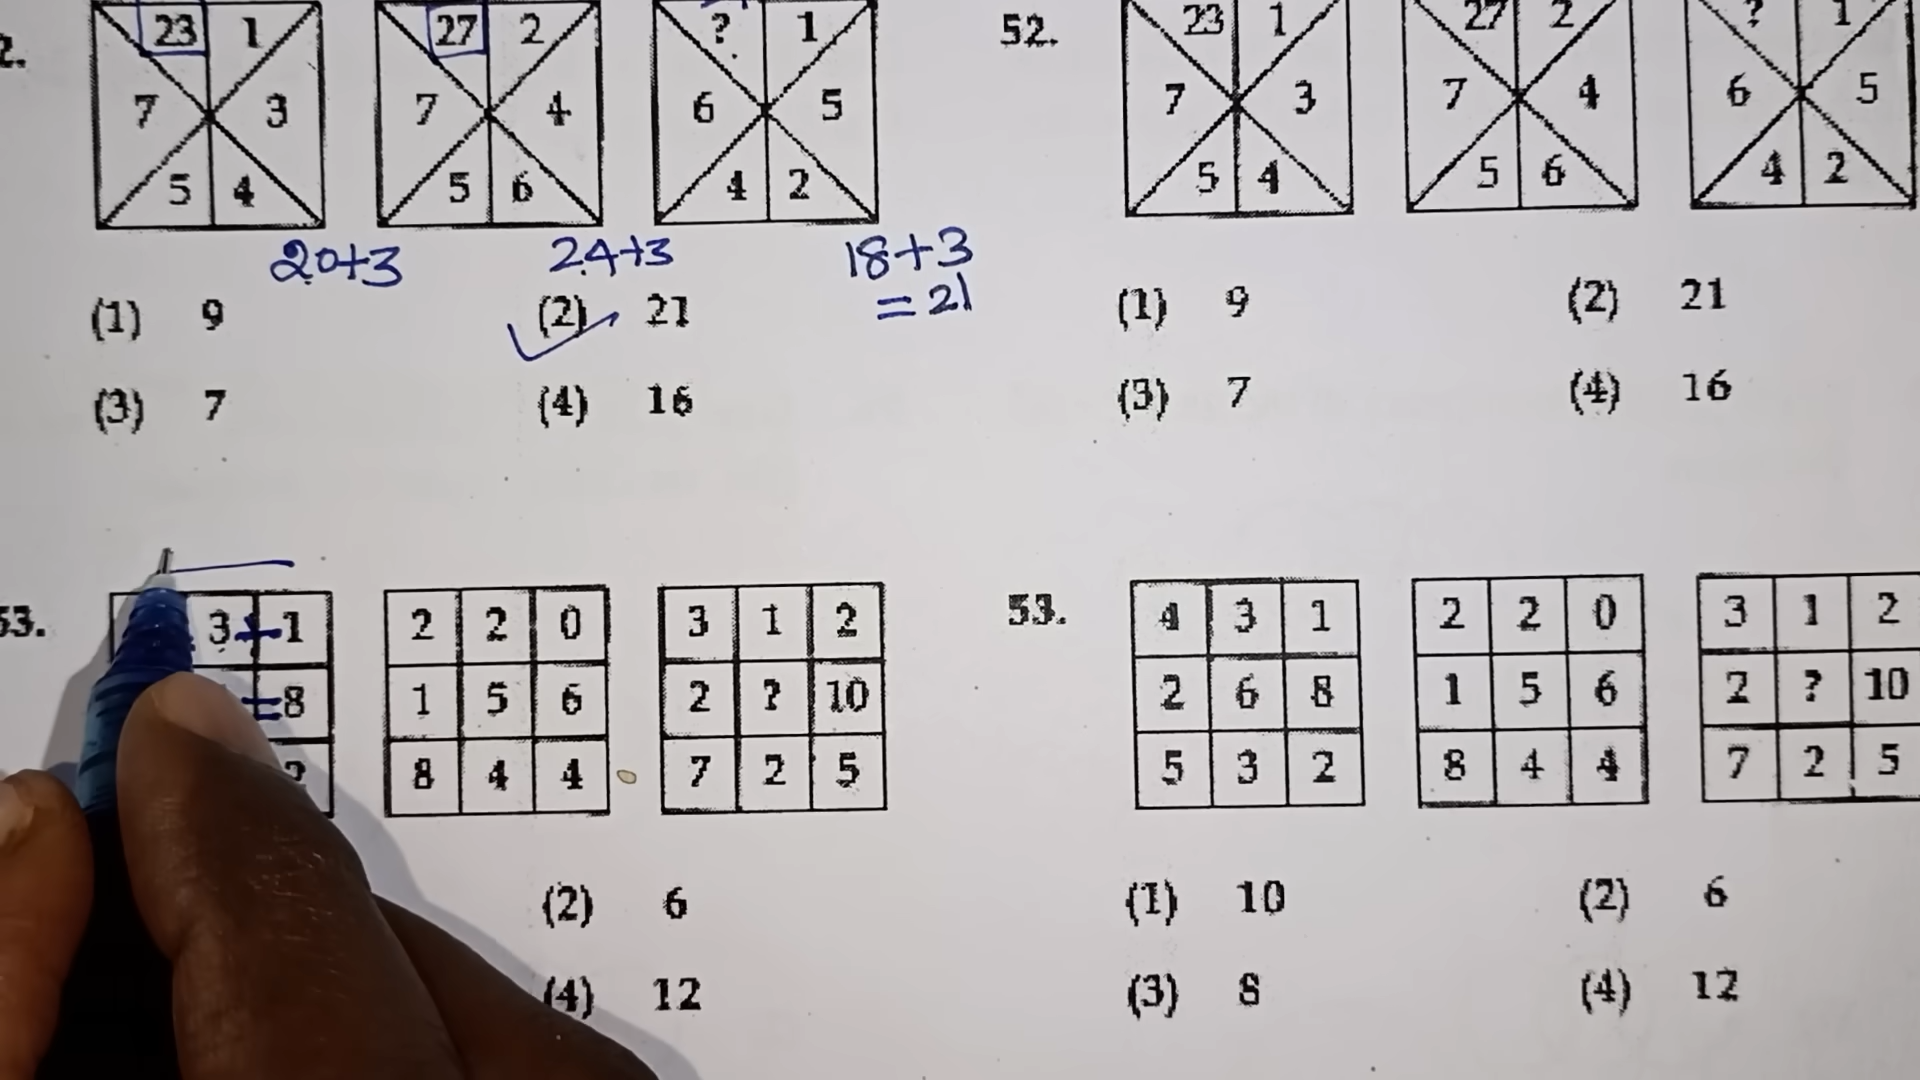 2.
23 1 27 2 ? 1
7 3 7 4 6 5
5 4 5 6 4 2
20+3 24+3 18+3
= 21
(1) 9 (2) 21
(3) 7 (4) 16
53.
3+1 2 2 0 3 1 2
=8 1 5 6 2 ? 10
8 4 4 7 2 5
(2) 6
(4) 12
52.
23 1 27 2 ? 1
7 3 7 4 6 5
5 4 5 6 4 2
(1) 9 (2) 21
(3) 7 (4) 16
53.
4 3 1 2 2 0 3 1 2
2 6 8 1 5 6 2 ? 10
5 3 2 8 4 4 7 2 5
(1) 10 (2) 6
(3) 8 (4) 12